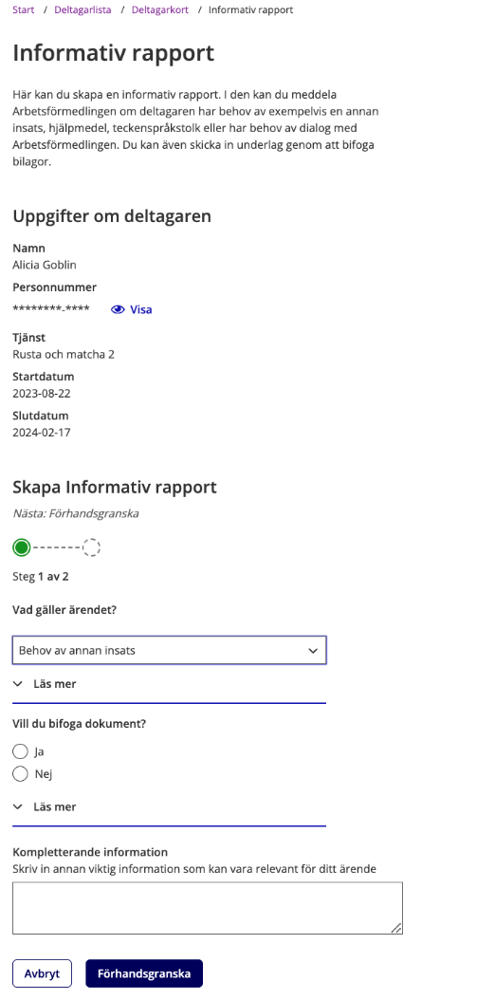 Start / Deltagarlista / Deltagarkort / Informativ rapport
Informativ rapport
Här kan du skapa en informativ rapport. I den kan du meddela
Arbetsförmedlingen om deltagaren har behov av exempelvis en annan
insats, hjälpmedel, teckenspråkstolk eller har behov av dialog med
Arbetsförmedlingen. Du kan även skicka in underlag genom att bifoga
bilagor.
Uppgifter om deltagaren
Namn
Alicia Goblin
Personnummer
********-**** Visa
Tjänst
Rusta och matcha 2
Startdatum
2023-08-22
Slutdatum
2024-02-17
Skapa Informativ rapport
Nästa: Förhandsgranska
Steg 1 av 2
Vad gäller ärendet?
Behov av annan insats
Läs mer
Vill du bifoga dokument?
Ja
Nej
Läs mer
Kompletterande information
Skriv in annan viktig information som kan vara relevant för ditt ärende
Avbryt Förhandsgranska